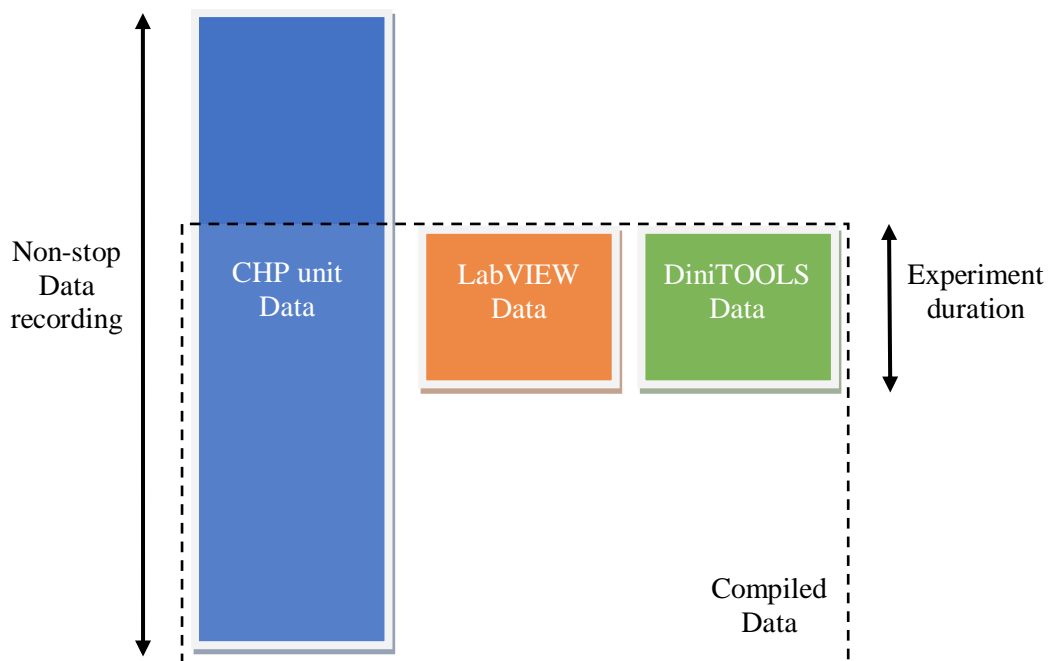 Non-stop
Data
recording
CHP unit
Data
LabVIEW
Data
DiniTOOLS
Data
Experiment
duration
Compiled
Data